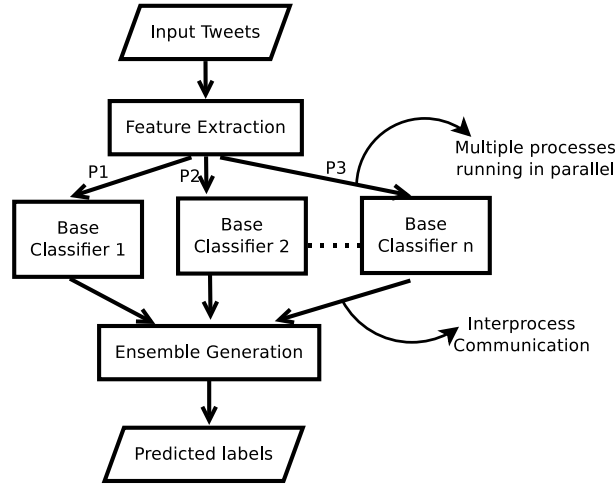 Input Tweets
Feature Extraction
P1
P2
P3
Multiple processes
running in parallel
Base
Classifier 1
Base
Classifier 2
Base
Classifier n
Ensemble Generation
Interprocess
Communication
Predicted labels